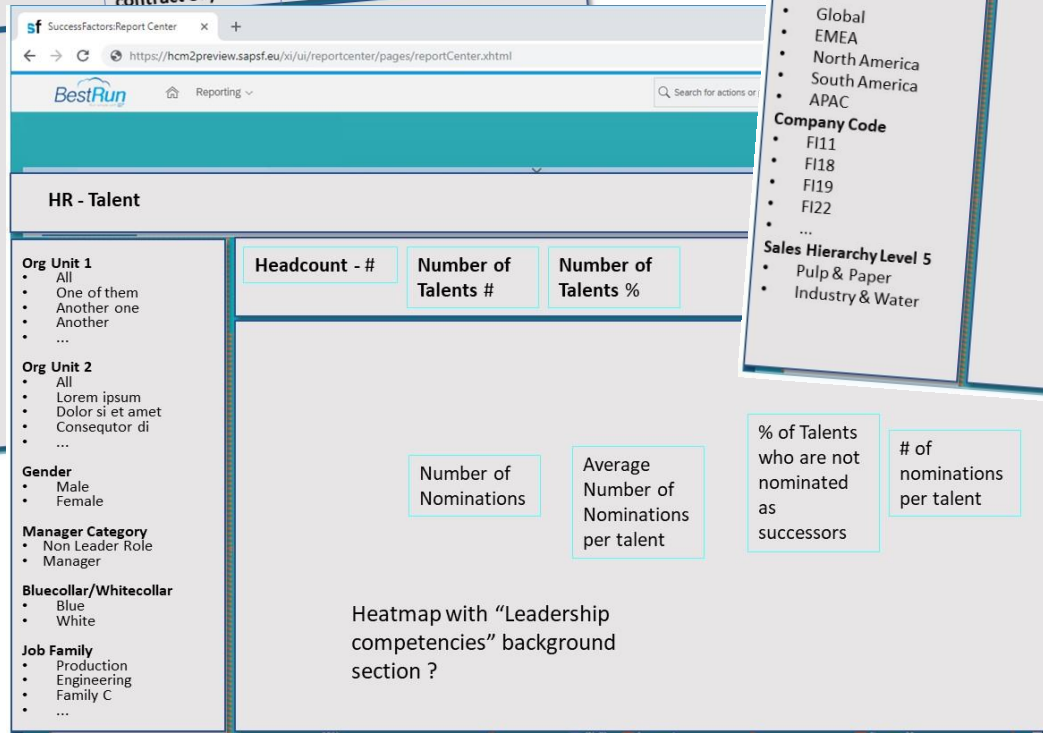 contract
SuccessFactors:Report Center
https://hcm2preview.sapsf.eu/xi/ui/reportcenter/pages/reportCenter.xhtml
BestRun
Reporting
Search for actions or
HR - Talent
Org Unit 1
• All
• One of them
• Another one
• Another
• ...
Org Unit 2
• All
• Lorem ipsum
• Dolor si et amet
• Consequtor di
• ...
Gender
• Male
• Female
Manager Category
• Non Leader Role
• Manager
Bluecollar/Whitecollar
• Blue
• White
Job Family
• Production
• Engineering
• Family C
• ...
Headcount - #
Number of
Talents #
Number of
Talents %
Number of
Nominations
Average
Number of
Nominations
per talent
% of Talents
who are not
nominated
as
successors
# of
nominations
per talent
Heatmap with “Leadership
competencies” background
section ?
• Global
• EMEA
• North America
• South America
• APAC
Company Code
• FI11
• FI18
• FI19
• FI22
• ...
Sales Hierarchy Level 5
• Pulp & Paper
• Industry & Water